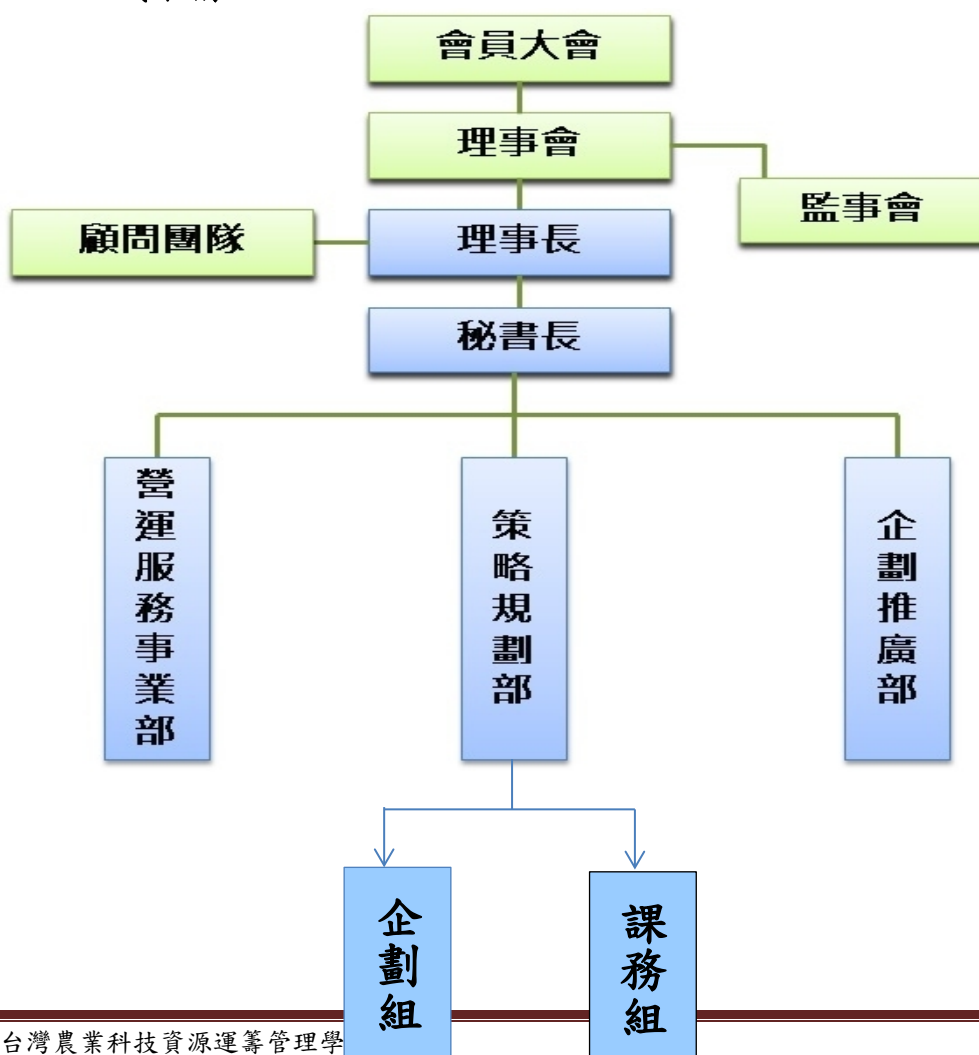 會員大會
理事會
監事會
顧問團隊
理事長
秘書長
營運服務事業部
策略規劃部
企劃推廣部
企劃組
課務組
台灣農業科技資源運籌管理學